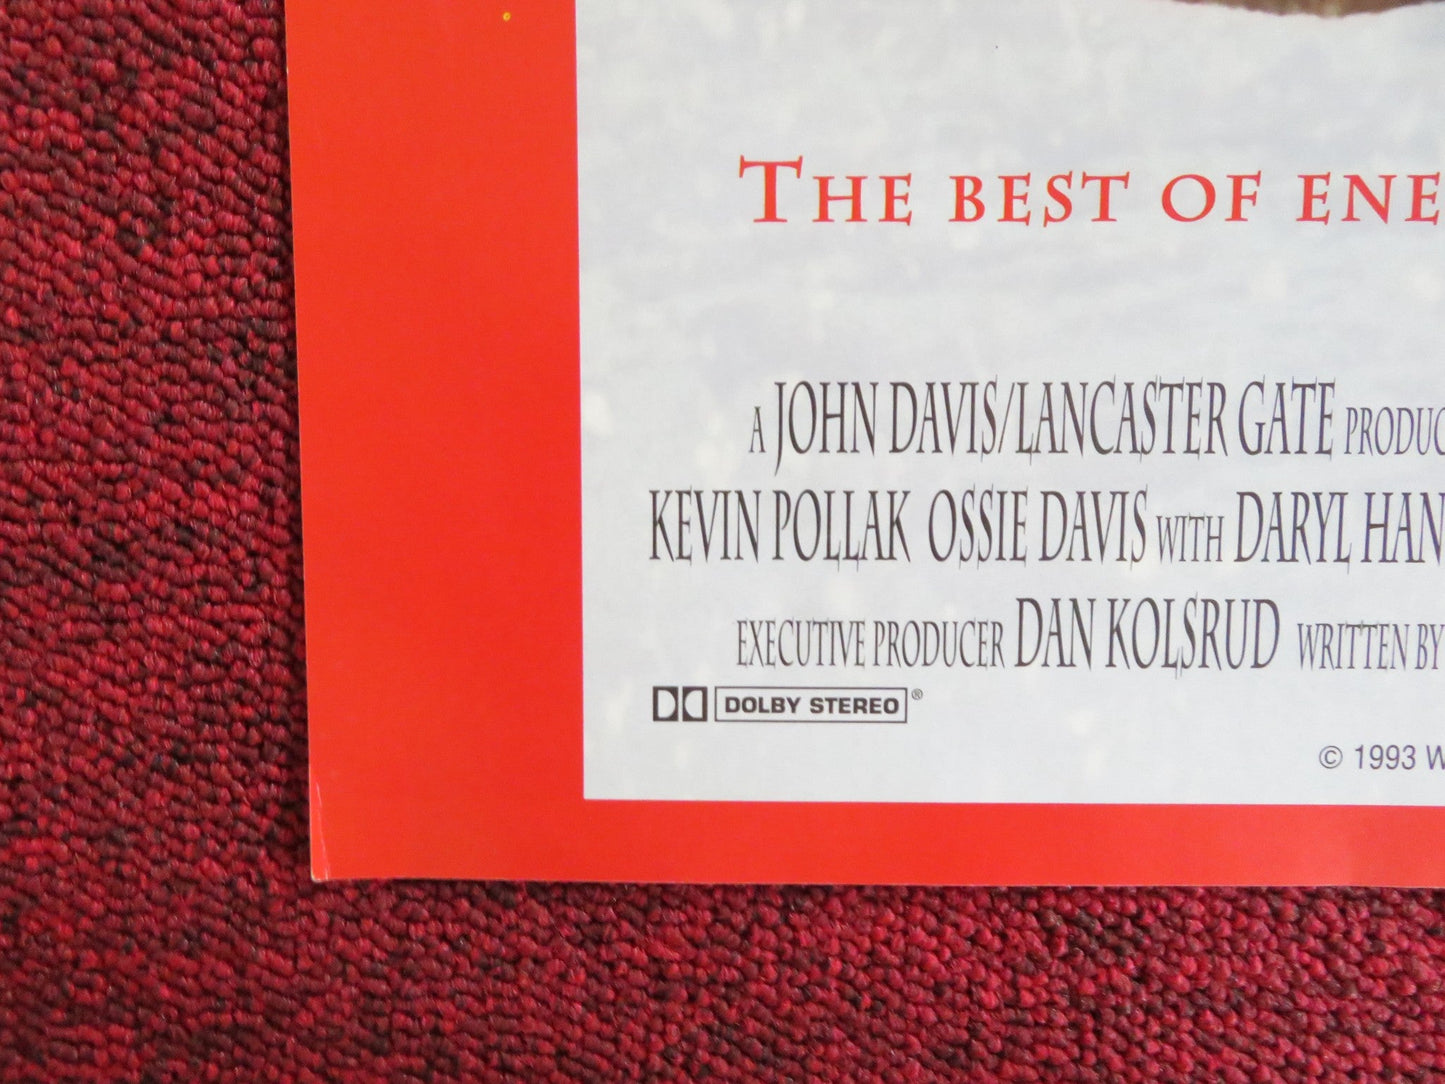 THE BEST OF ENE
A JOHN DAVIS/LANCASTER GATE PRODUC
KEVIN POLLAK OSSIE DAVIS WITH DARYL HAN
EXECUTIVE PRODUCER DAN KOLSRUD WRITTEN BY
DOLBY STEREO ®
© 1993 W